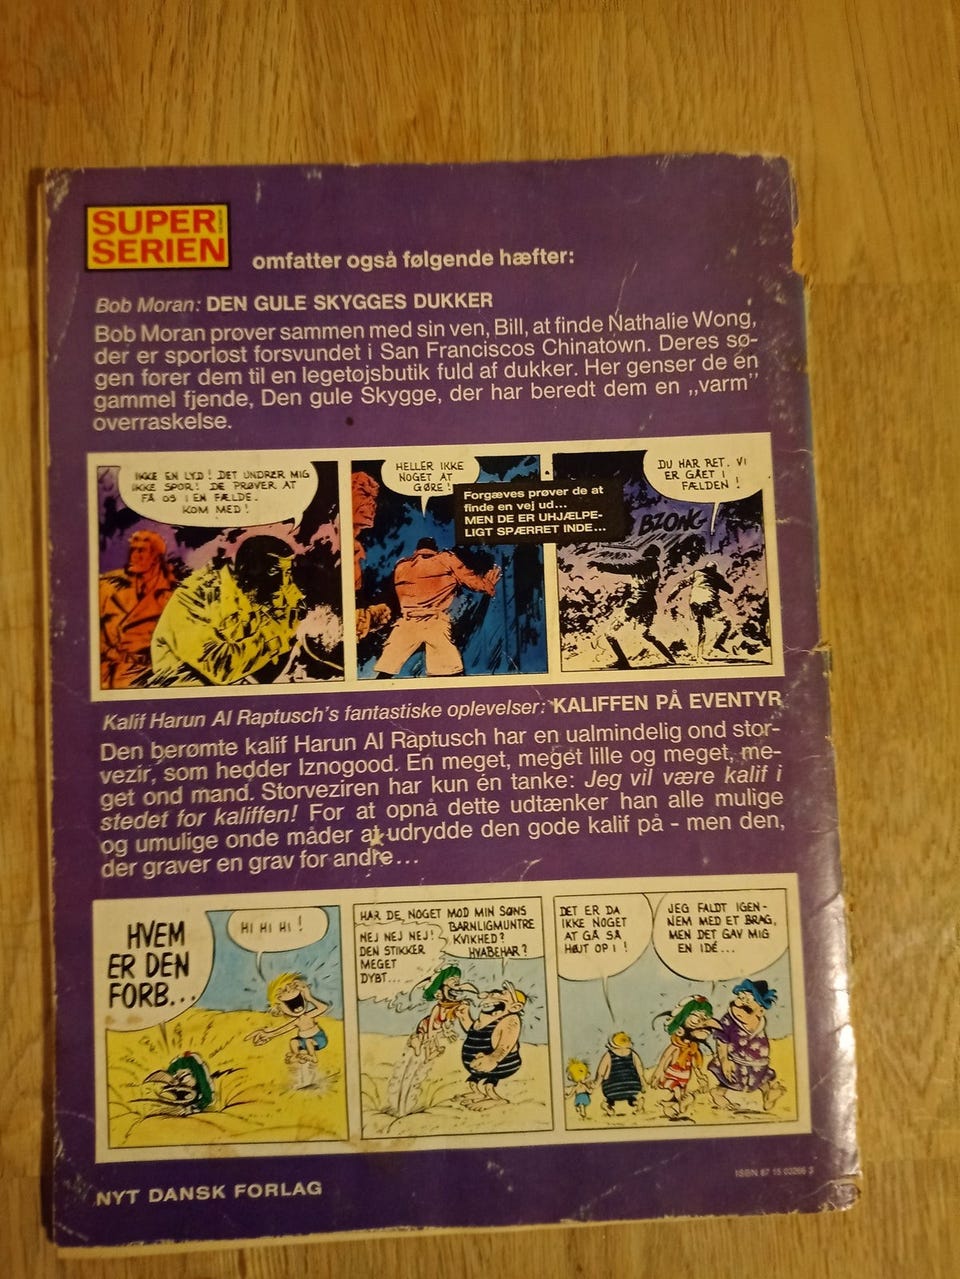 SUPER
SERIEN
omfatter også følgende hæfter:
Bob Moran: DEN GULE SKYGGES DUKKER
Bob Moran prøver sammen med sin ven, Bill, at finde Nathalie Wong,
der er sporløst forsvundet i San Franciscos Chinatown. Deres sø-
gen fører dem til en legetøjsbutik fuld af dukker. Her genser de en
gammel fjende, Den gule Skygge, der har beredt dem en „varm”
overraskelse.
IKKE EN LYD! DET UNDRER MIG
IKKE SPOR! DE PRØVER AT
FÅ OS I EN FÆLDE.
KOM MED!
HELLER IKKE
NOGET AT
GØRE!
Forgæves prøver de at
finde en vej ud...
MEN DE ER UHJÆLPE-
LIGT SPÆRRET INDE...
DU HAR RET. VI
ER GÅET I
FÆLDEN!
BZONG
Kalif Harun Al Raptusch's fantastiske oplevelser: KALIFFEN PÅ EVENTYR
Den berømte kalif Harun Al Raptusch har en ualmindelig ond stor-
vezir, som hedder Iznogood. En meget, meget lille og meget, me-
get ond mand. Storveziren har kun én tanke: Jeg vil være kalif i
stedet for kaliffen! For at opnå dette udtænker han alle mulige
og umulige onde måder at udrydde den gode kalif på - men den,
der graver en grav for andre...
HVEM
ER DEN
FORB...
HI HI HI!
HAR DE NOGET MOD MIN SØNS
BARNLIGMUNTRE
KVIKHED?
HVABEHAR?
NEJ NEJ NEJ!
DEN STIKKER
MEGET
DYBT...
DET ER DA
IKKE NOGET
AT GÅ SÅ
HØJT OP I!
JEG FALDT IGEN-
NEM MED ET BRAG,
MEN DET GAV MIG
EN IDÉ...
NYT DANSK FORLAG
ISBN 87 15 03266 3